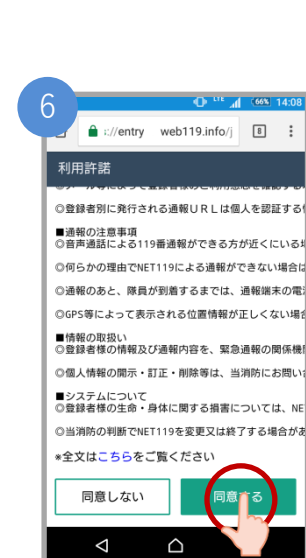 6
LTE 66% 14:08
://entry web119.info/j 8
利用許諾
◎登録者別に発行される通報URLは個人を認証する
■通報の注意事項
◎音声通話による119番通報ができる方が近くにいる
◎何らかの理由でNET119による通報ができない場合は
◎通報のあと、隊員が到着するまでは、通報端末の電
◎GPS等によって表示される位置情報が正しくない場
■情報の取扱い
◎登録者様の情報及び通報内容を、緊急通報の関係機
◎個人情報の開示・訂正・削除等は、当消防にお問い
■システムについて
◎登録者様の生命・身体に関する損害については、NE
◎当消防の判断でNET119を変更又は終了する場合が
※全文はこちらをご覧ください
同意しない 同意する